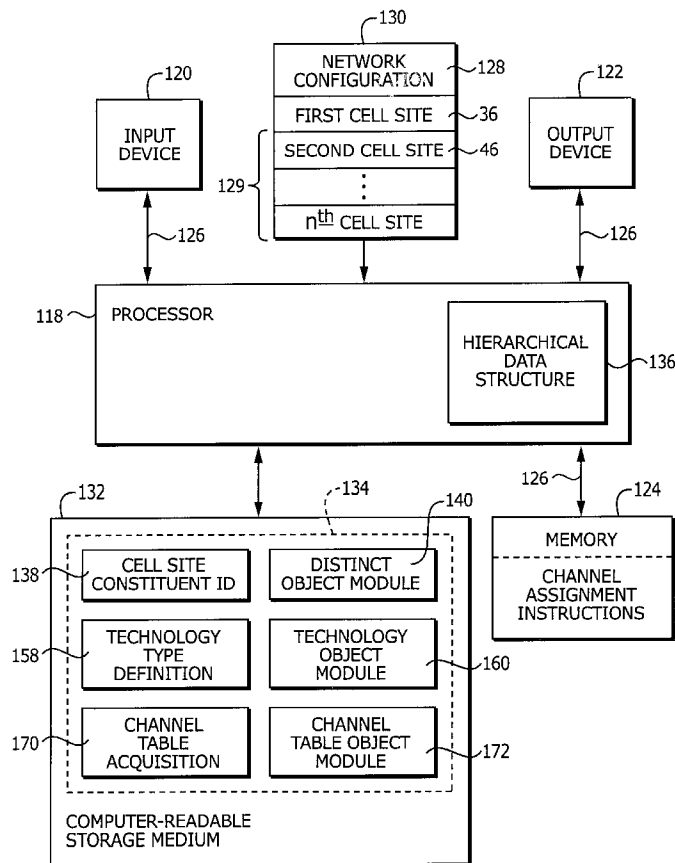 130
120
NETWORK
CONFIGURATION
128
122
INPUT
DEVICE
FIRST CELL SITE
36
OUTPUT
DEVICE
SECOND CELL SITE
46
129
⋮
nth CELL SITE
126
126
118
PROCESSOR
HIERARCHICAL
DATA
STRUCTURE
136
132
134
140
126
124
138
CELL SITE
CONSTITUENT ID
DISTINCT
OBJECT MODULE
MEMORY
CHANNEL
ASSIGNMENT
INSTRUCTIONS
158
TECHNOLOGY
TYPE
DEFINITION
TECHNOLOGY
OBJECT
MODULE
160
170
CHANNEL
TABLE
ACQUISITION
CHANNEL
TABLE OBJECT
MODULE
172
COMPUTER-READABLE
STORAGE MEDIUM